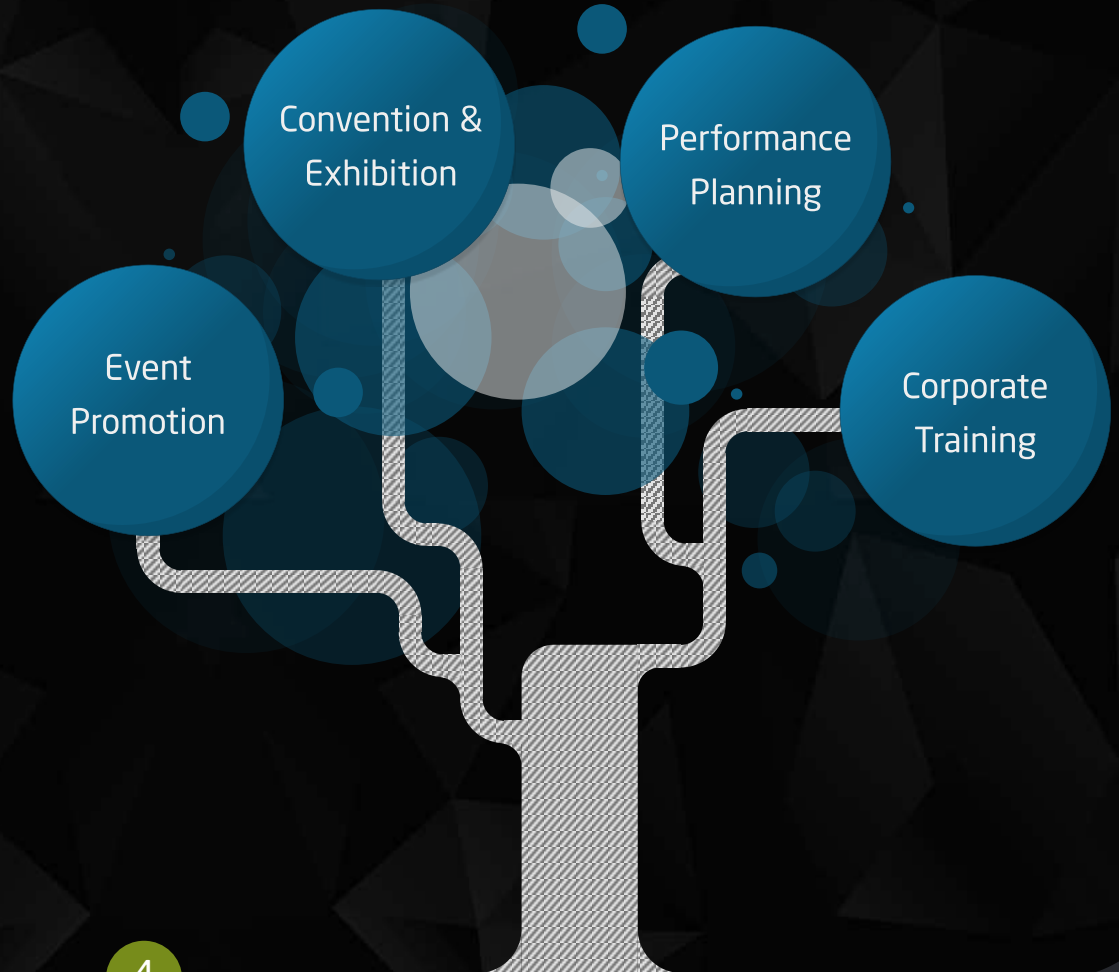 Convention &
Exhibition
Performance
Planning
Event
Promotion
Corporate
Training
4